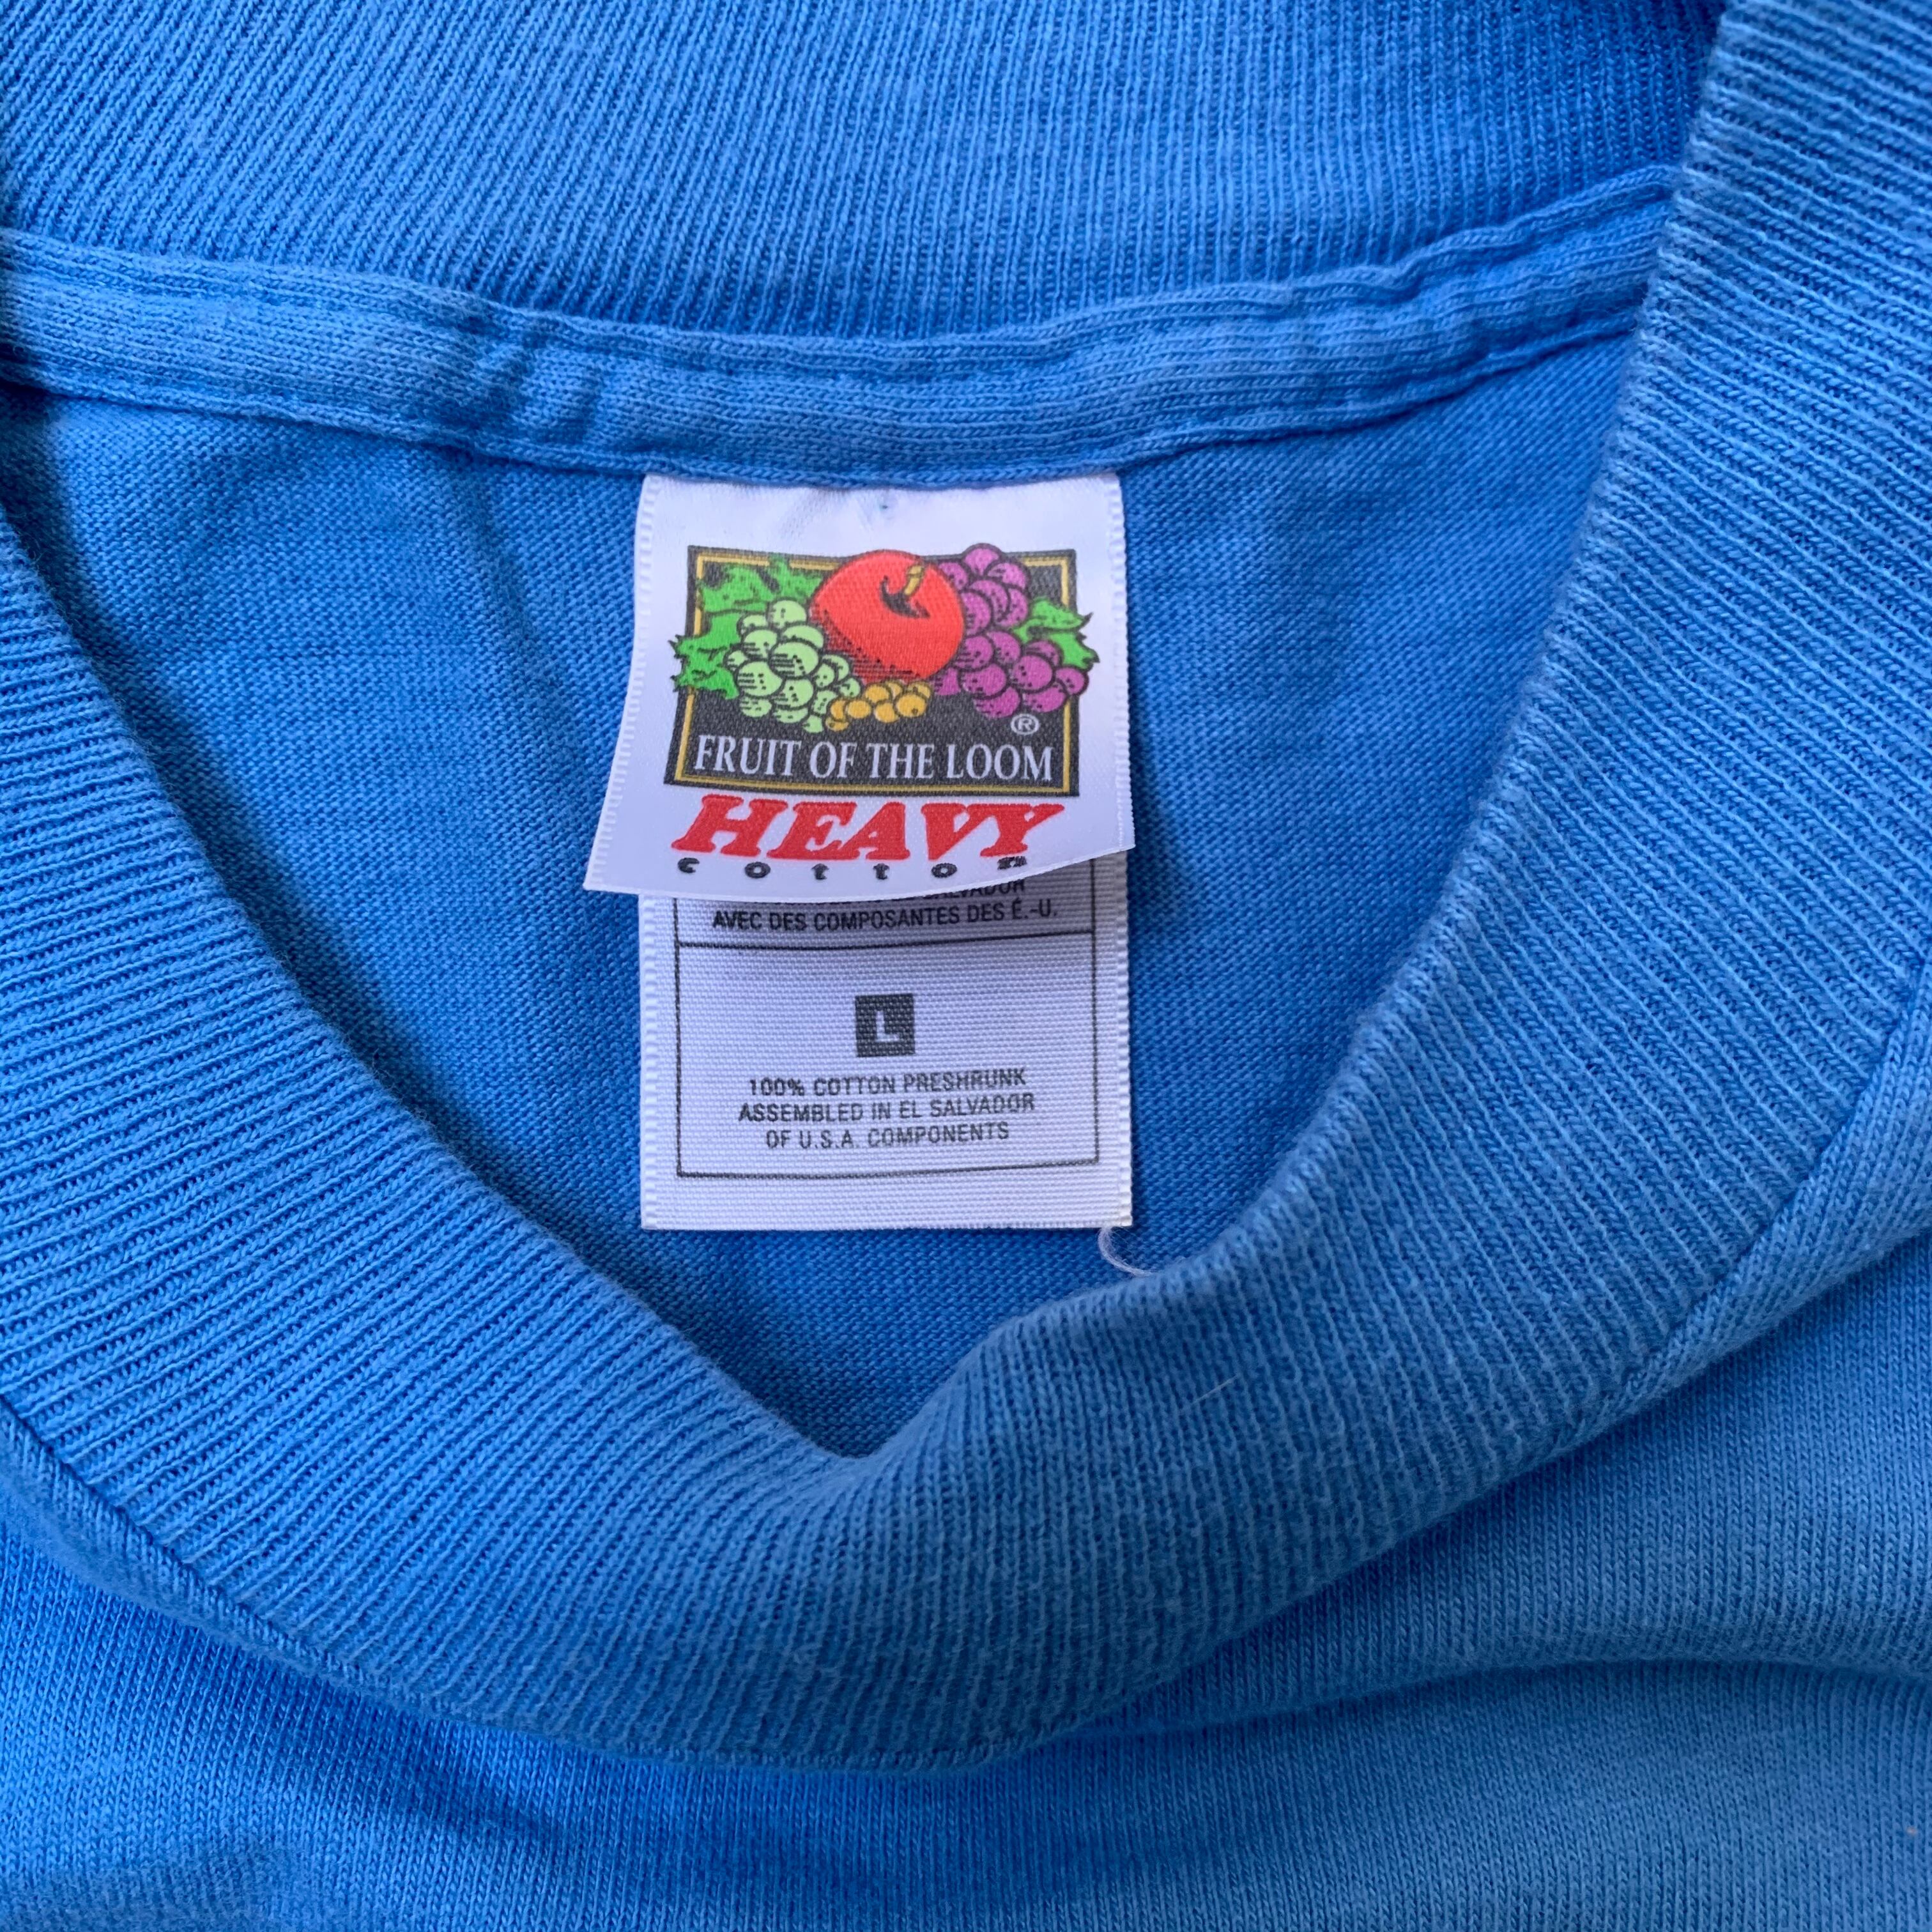 ®
FRUIT OF THE LOOM
HEAVY
cotton
SALVADOR
AVEC DES COMPOSANTES DES É.-U.
L
100% COTTON PRESHRUNK
ASSEMBLED IN EL SALVADOR
OF U.S.A. COMPONENTS